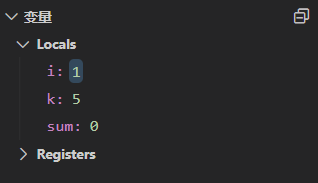 变量
Locals
i: 1
k: 5
sum: 0
Registers